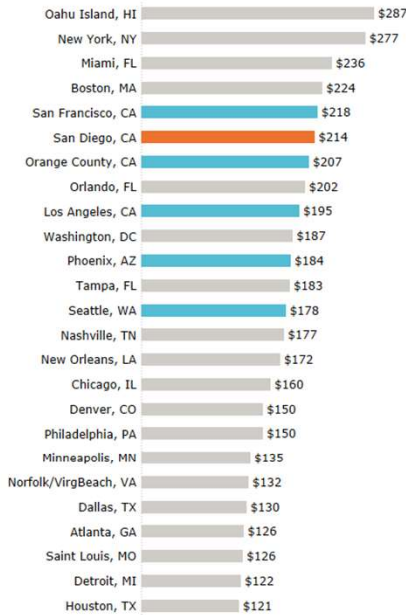 Oahu Island, HI $287
New York, NY $277
Miami, FL $236
Boston, MA $224
San Francisco, CA $218
San Diego, CA $214
Orange County, CA $207
Orlando, FL $202
Los Angeles, CA $195
Washington, DC $187
Phoenix, AZ $184
Tampa, FL $183
Seattle, WA $178
Nashville, TN $177
New Orleans, LA $172
Chicago, IL $160
Denver, CO $150
Philadelphia, PA $150
Minneapolis, MN $135
Norfolk/VirgBeach, VA $132
Dallas, TX $130
Atlanta, GA $126
Saint Louis, MO $126
Detroit, MI $122
Houston, TX $121